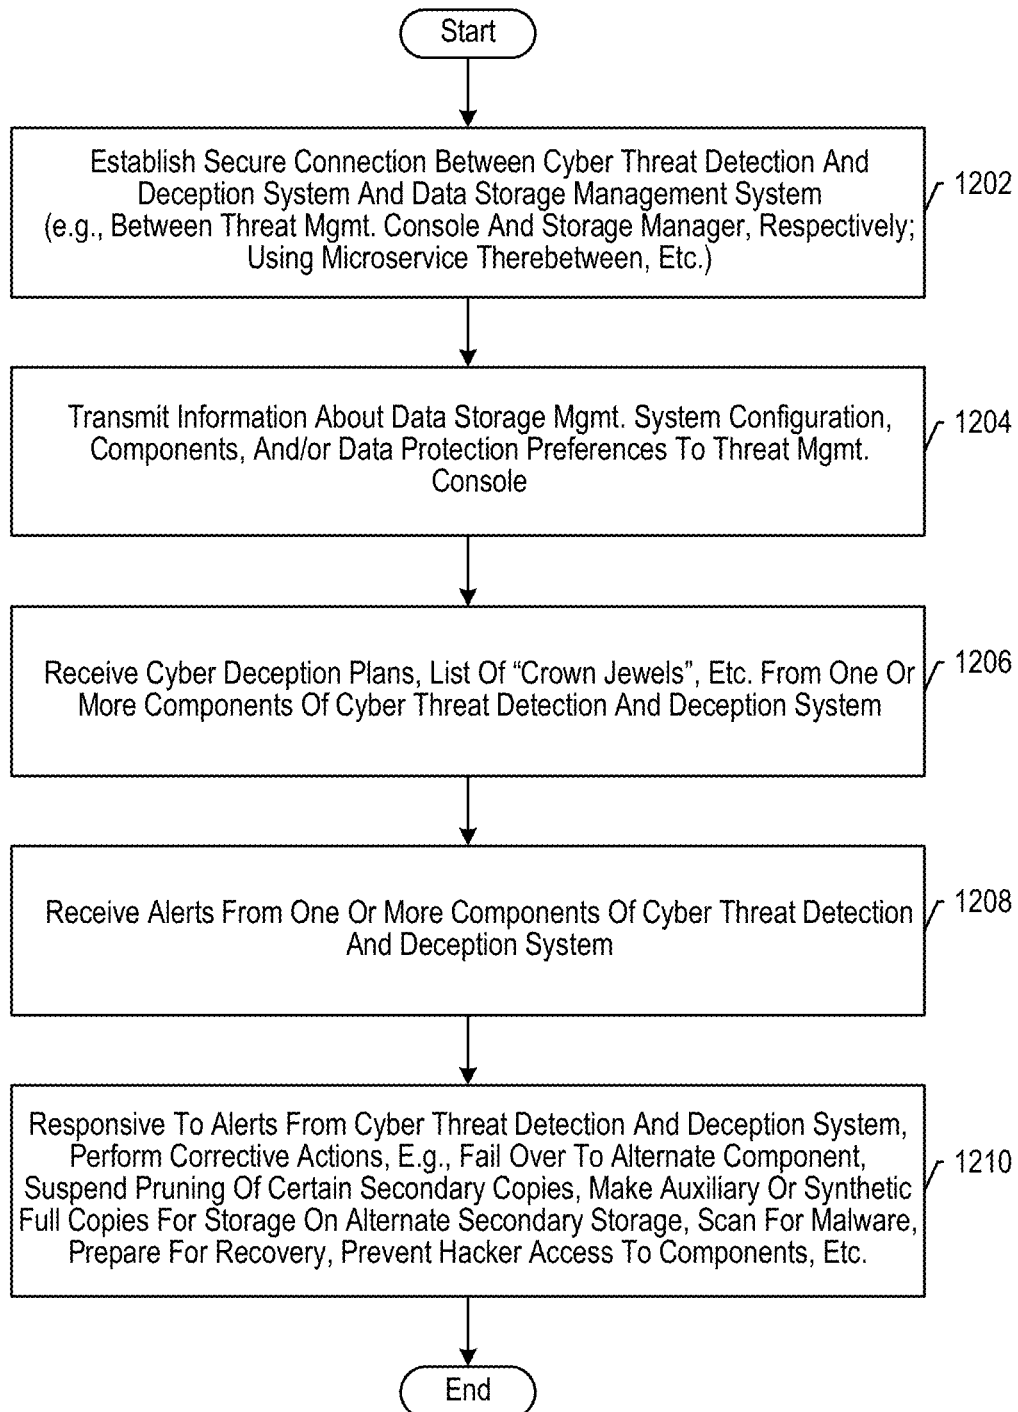 Start
Establish Secure Connection Between Cyber Threat Detection And
Deception System And Data Storage Management System
(e.g., Between Threat Mgmt. Console And Storage Manager, Respectively;
Using Microservice Therebetween, Etc.)
1202
Transmit Information About Data Storage Mgmt. System Configuration,
Components, And/or Data Protection Preferences To Threat Mgmt.
Console
1204
Receive Cyber Deception Plans, List Of “Crown Jewels”, Etc. From One Or
More Components Of Cyber Threat Detection And Deception System
1206
Receive Alerts From One Or More Components Of Cyber Threat Detection
And Deception System
1208
Responsive To Alerts From Cyber Threat Detection And Deception System,
Perform Corrective Actions, E.g., Fail Over To Alternate Component,
Suspend Pruning Of Certain Secondary Copies, Make Auxiliary Or Synthetic
Full Copies For Storage On Alternate Secondary Storage, Scan For Malware,
Prepare For Recovery, Prevent Hacker Access To Components, Etc.
1210
End